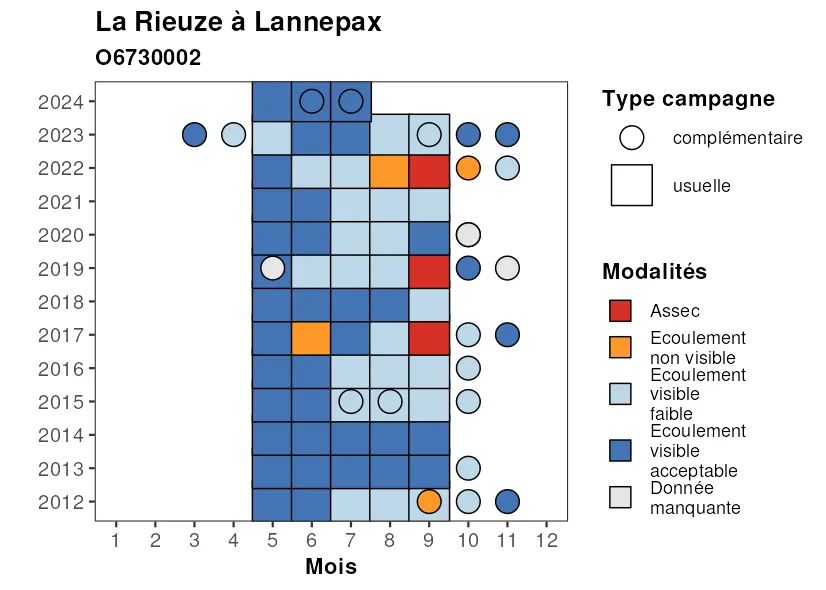 La Rieuze à Lannepax
O6730002
2024
2023
2022
2021
2020
2019
2018
2017
2016
2015
2014
2013
2012
1 2 3 4 5 6 7 8 9 10 11 12
Mois
Type campagne
complémentaire
usuelle
Modalités
Assec
Ecoulement
non visible
Ecoulement
visible
faible
Ecoulement
visible
acceptable
Donnée
manquante